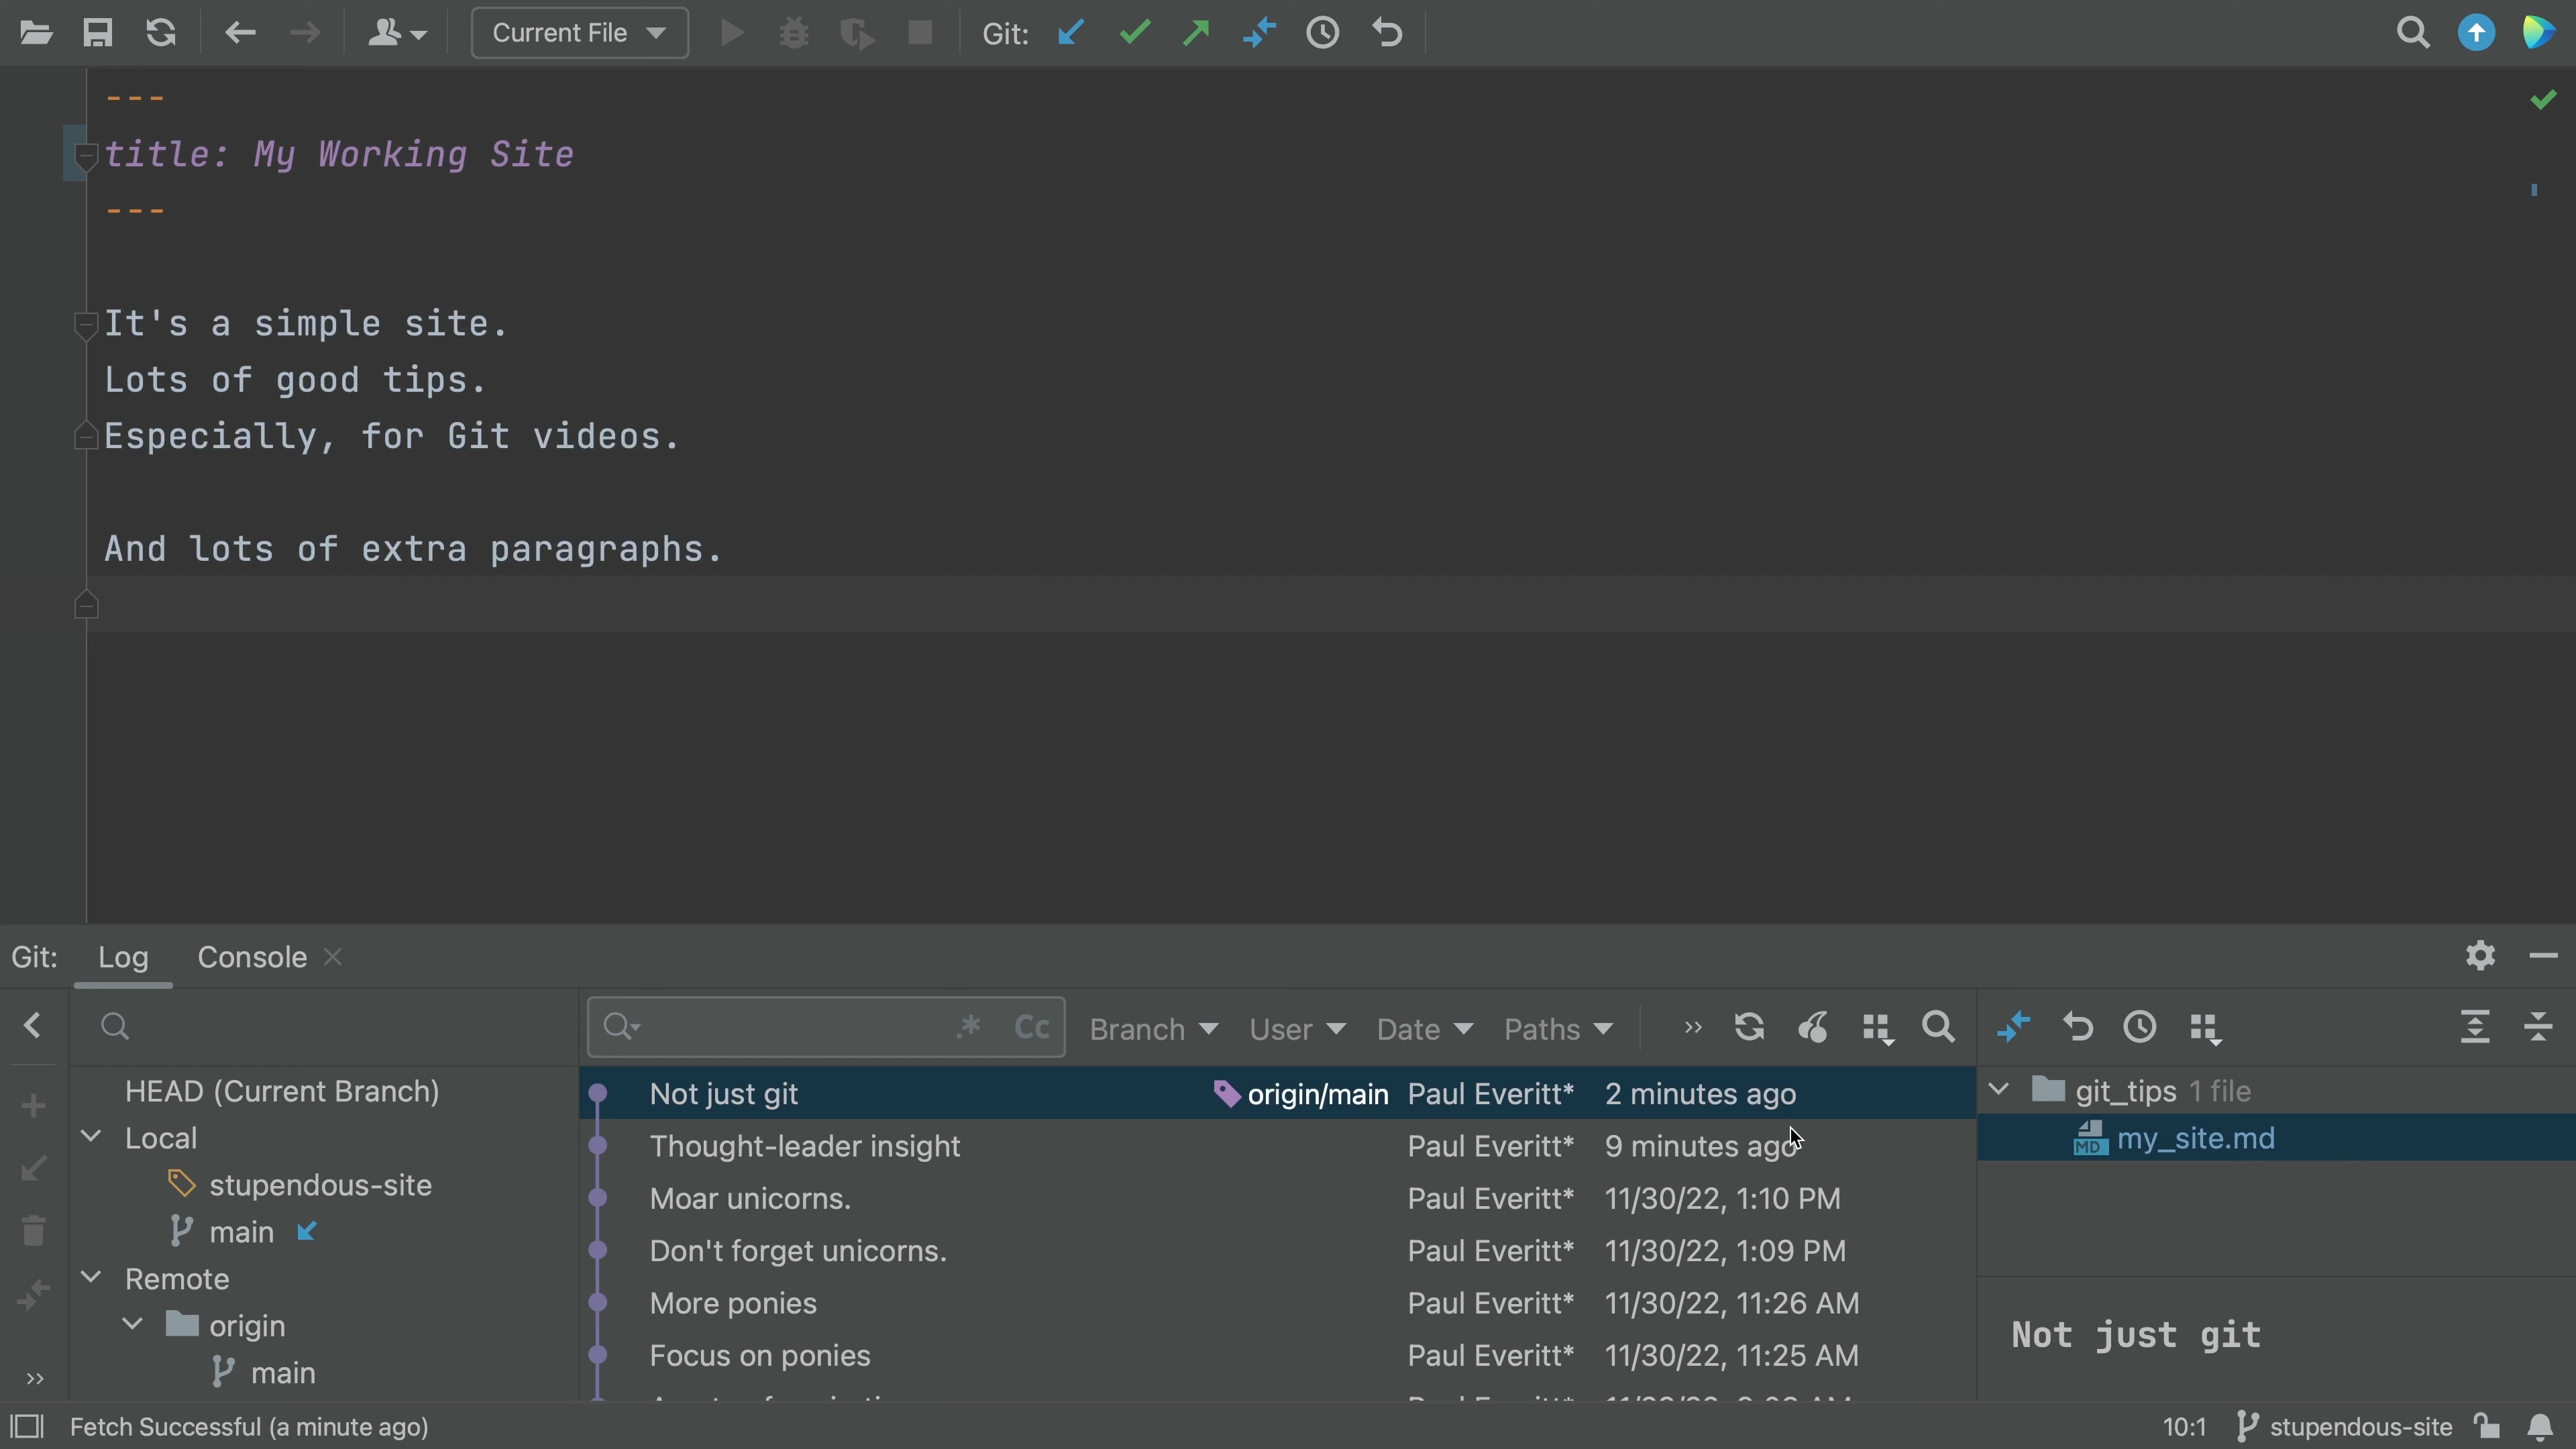 Current File
Git:
---
title: My Working Site
---
It's a simple site.
Lots of good tips.
Especially, for Git videos.
And lots of extra paragraphs.
Git: Log Console
.* Cc Branch User Date Paths
HEAD (Current Branch)
Local
stupendous-site
main
Remote
origin
main
Not just git origin/main Paul Everitt* 2 minutes ago
Thought-leader insight Paul Everitt* 9 minutes ago
Moar unicorns. Paul Everitt* 11/30/22, 1:10 PM
Don't forget unicorns. Paul Everitt* 11/30/22, 1:09 PM
More ponies Paul Everitt* 11/30/22, 11:26 AM
Focus on ponies Paul Everitt* 11/30/22, 11:25 AM
git_tips 1 file
MD my_site.md
Not just git
Fetch Successful (a minute ago)
10:1 stupendous-site